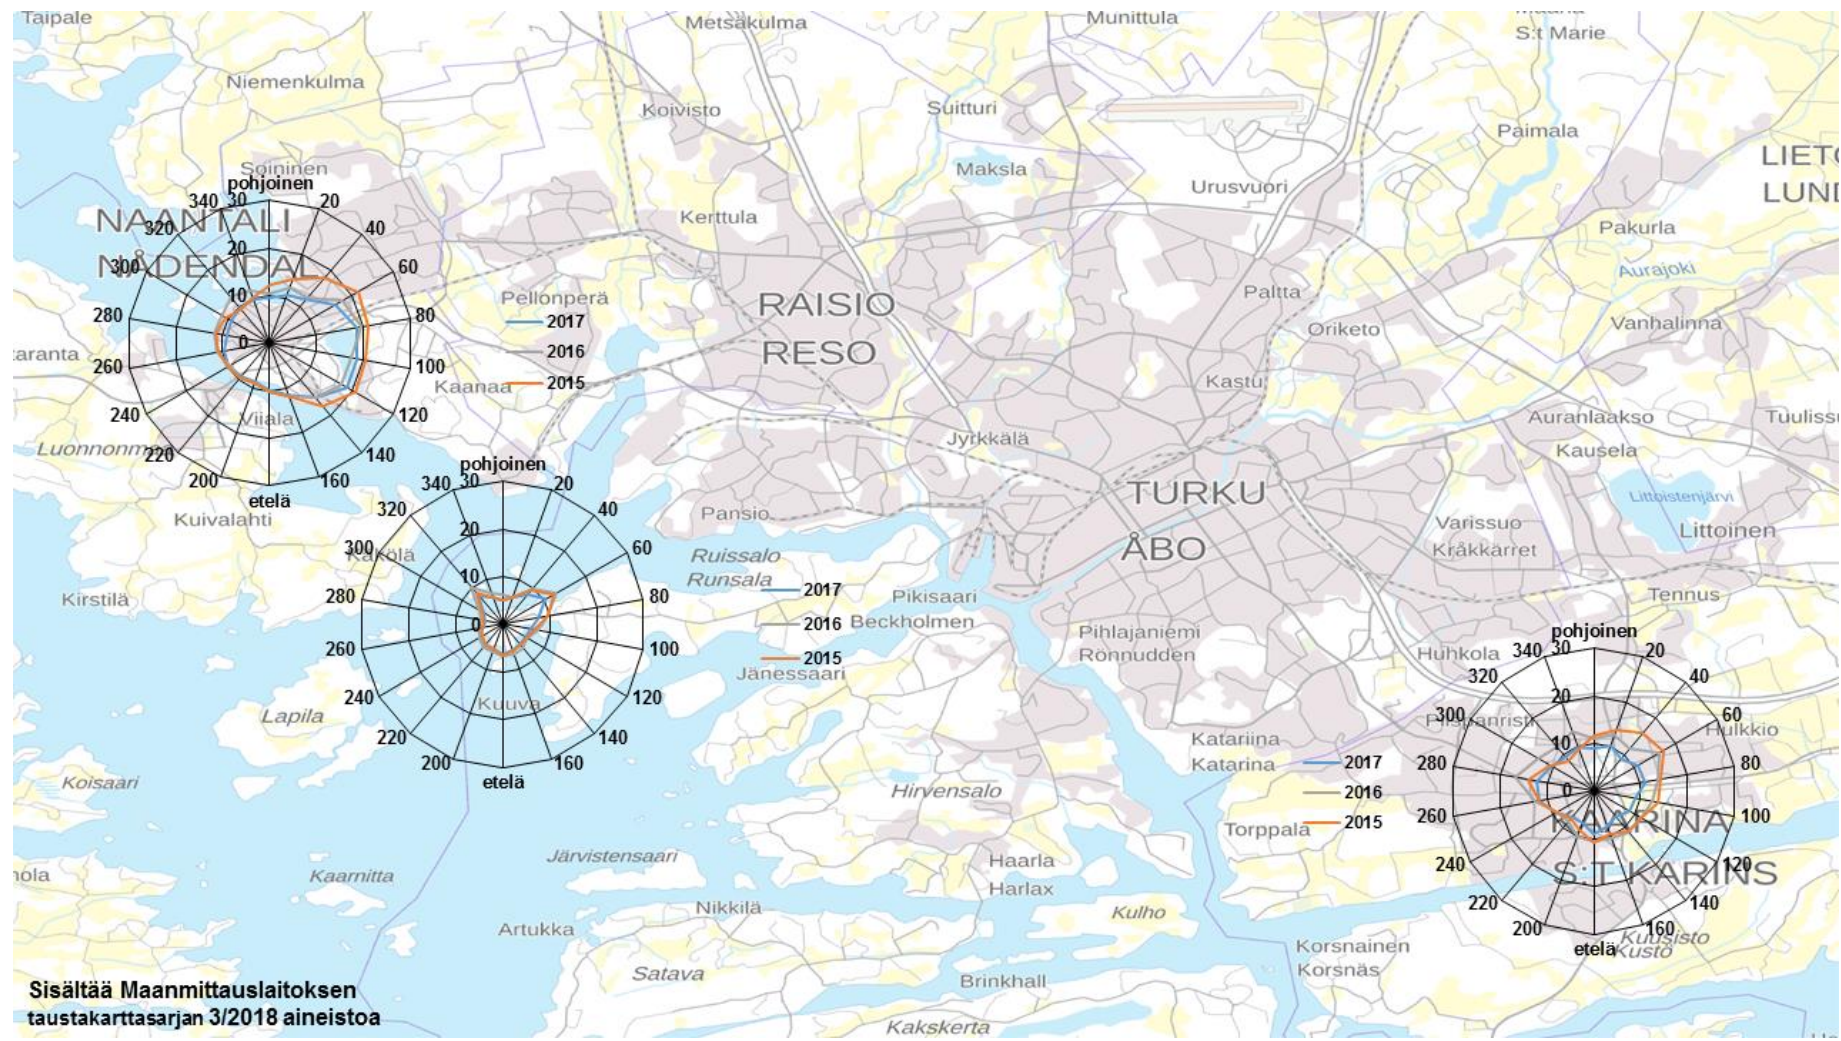 Taipale
Metsäkulma
Munittula
S:t Marie
Niemenkulma
Koivisto
Suitturi
Paimala
Soininen
Maksla
Urusvuori
Kerttula
Pakurla
Aurajoki
NAANTALI
NÅDENDAL
pohjoinen
30
20
10
0
20
40
60
80
100
120
140
160
etelä
200
220
240
260
280
300
320
340
Pellonperä
2017
2016
2015
Kaanaa
Viiala
RAISIO
RESO
Paltta
Oriketo
Vanhalinna
Kastu
Auranlaakso
Kausela
Jyrkkälä
Littoistenjärvi
Littoinen
TURKU
ÅBO
Varissuo
Kråkkärret
Pansio
Kuivalahti
Kirstilä
Ruissalo
Runsala
pohjoinen
30
20
10
0
20
40
60
80
100
120
140
160
etelä
200
220
240
260
280
300
320
340
2017
2016
2015
Kuuva
Pikisaari
Beckholmen
Jänessaari
Lapila
Koisaari
Pihlajaniemi
Rönnudden
Tennus
Huhkola
pohjoinen
30
20
10
0
20
40
60
80
100
120
140
160
etelä
200
220
240
260
280
300
320
340
2017
2016
2015
Katariina
Katarina
Hulkkio
Hirvensalo
Torppala
KAARINA
S:T KARINS
Järvistensaari
Kaarnitta
Haarla
Harlax
Nikkilä
Artukka
Kulho
Kuusisto
Kustö
Korsnainen
Korsnäs
Satava
Brinkhall
Kakskerta
Sisältää Maanmittauslaitoksen
taustakarttasarjan 3/2018 aineistoa